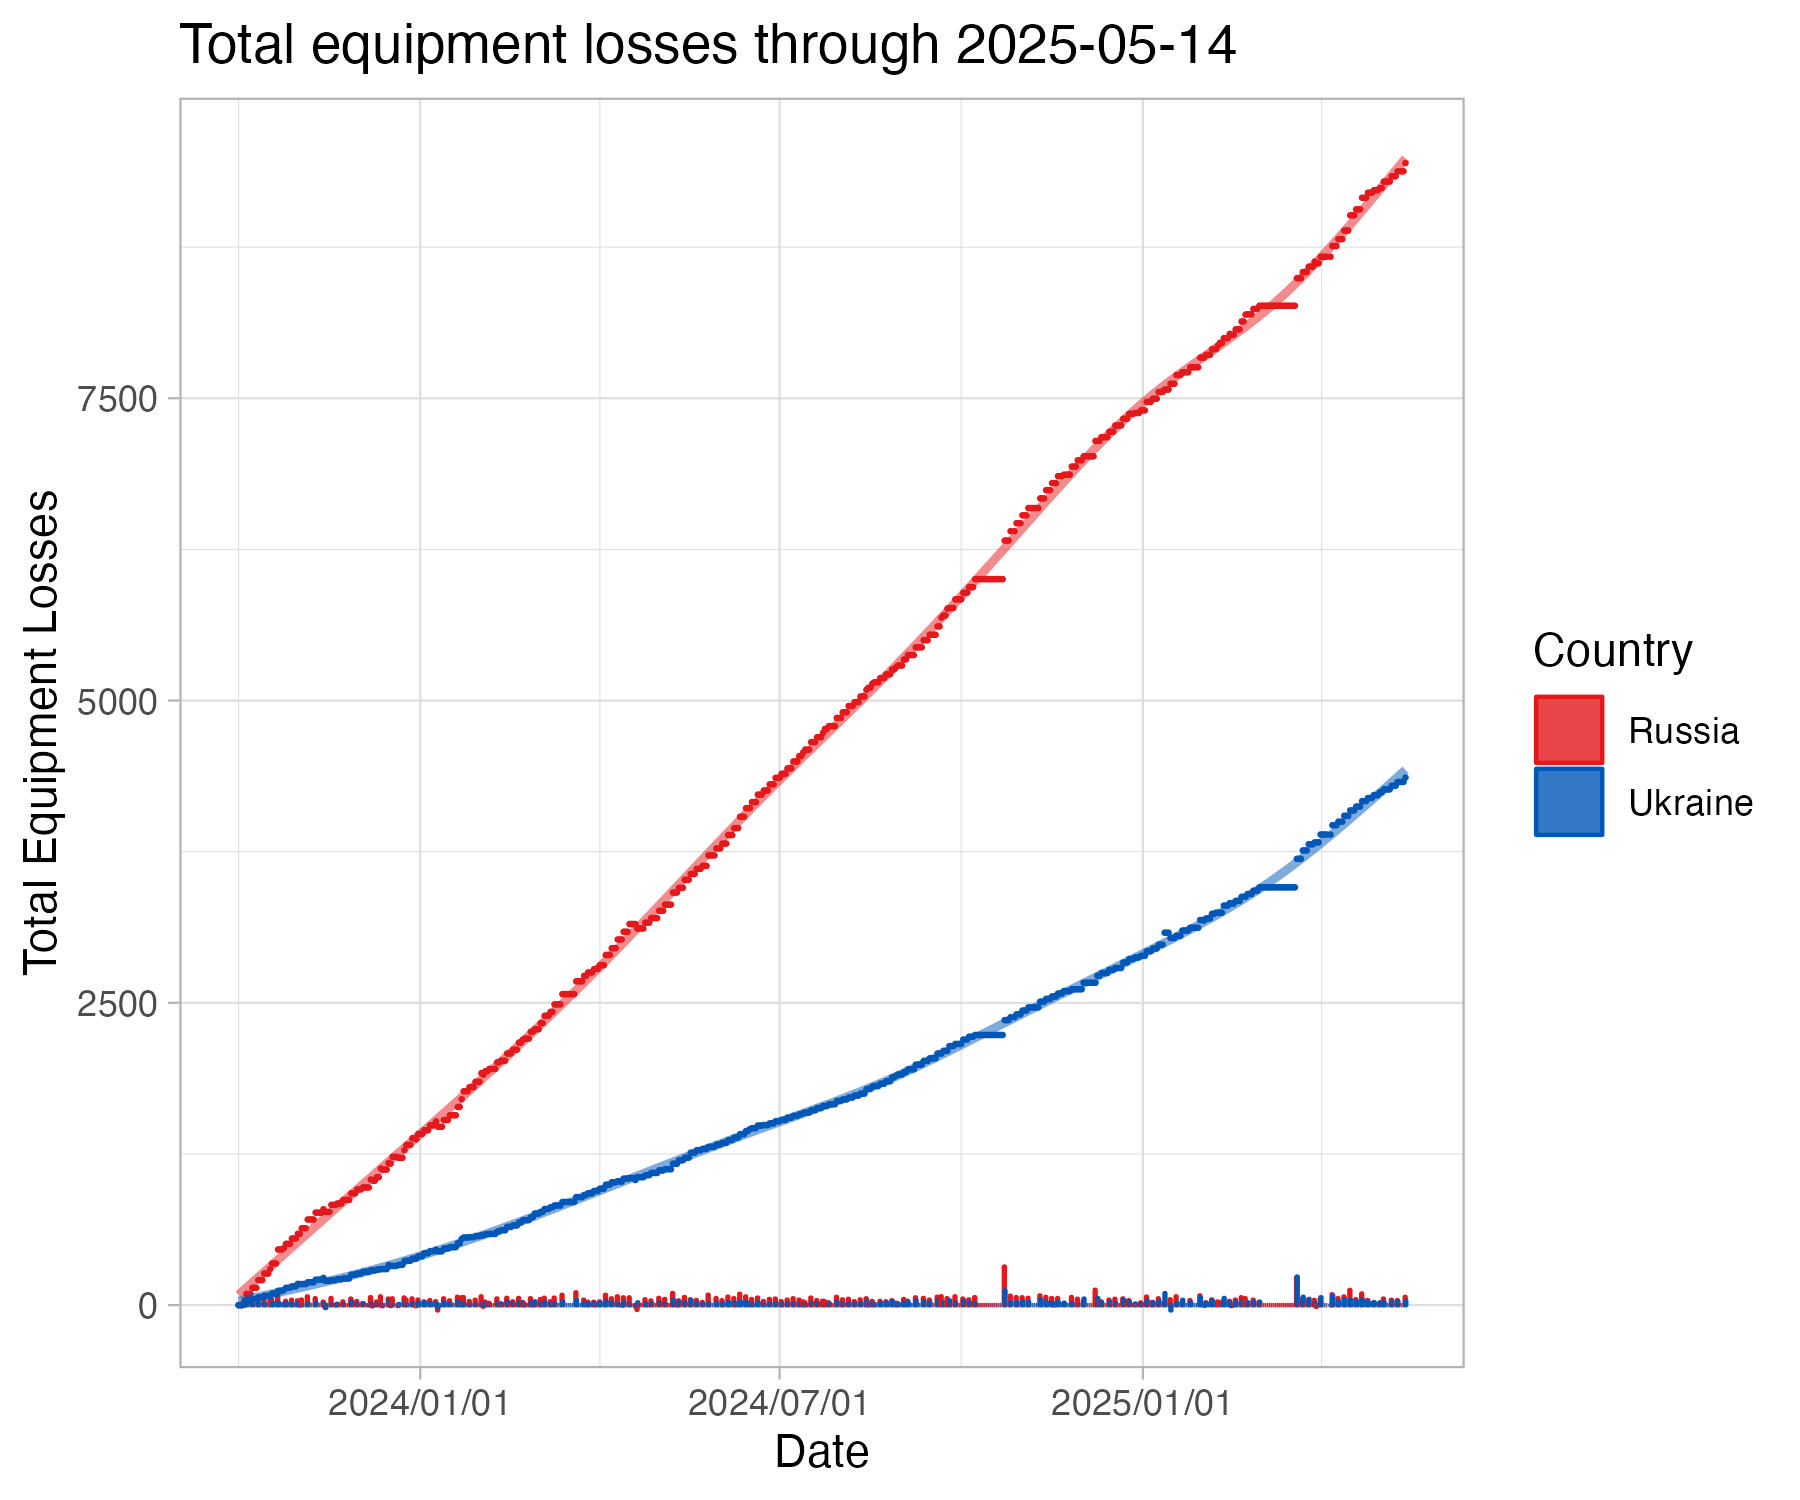 Total equipment losses through 2025-05-14
Total Equipment Losses
7500
5000
2500
0
2024/01/01
2024/07/01
2025/01/01
Date
Country
Russia
Ukraine